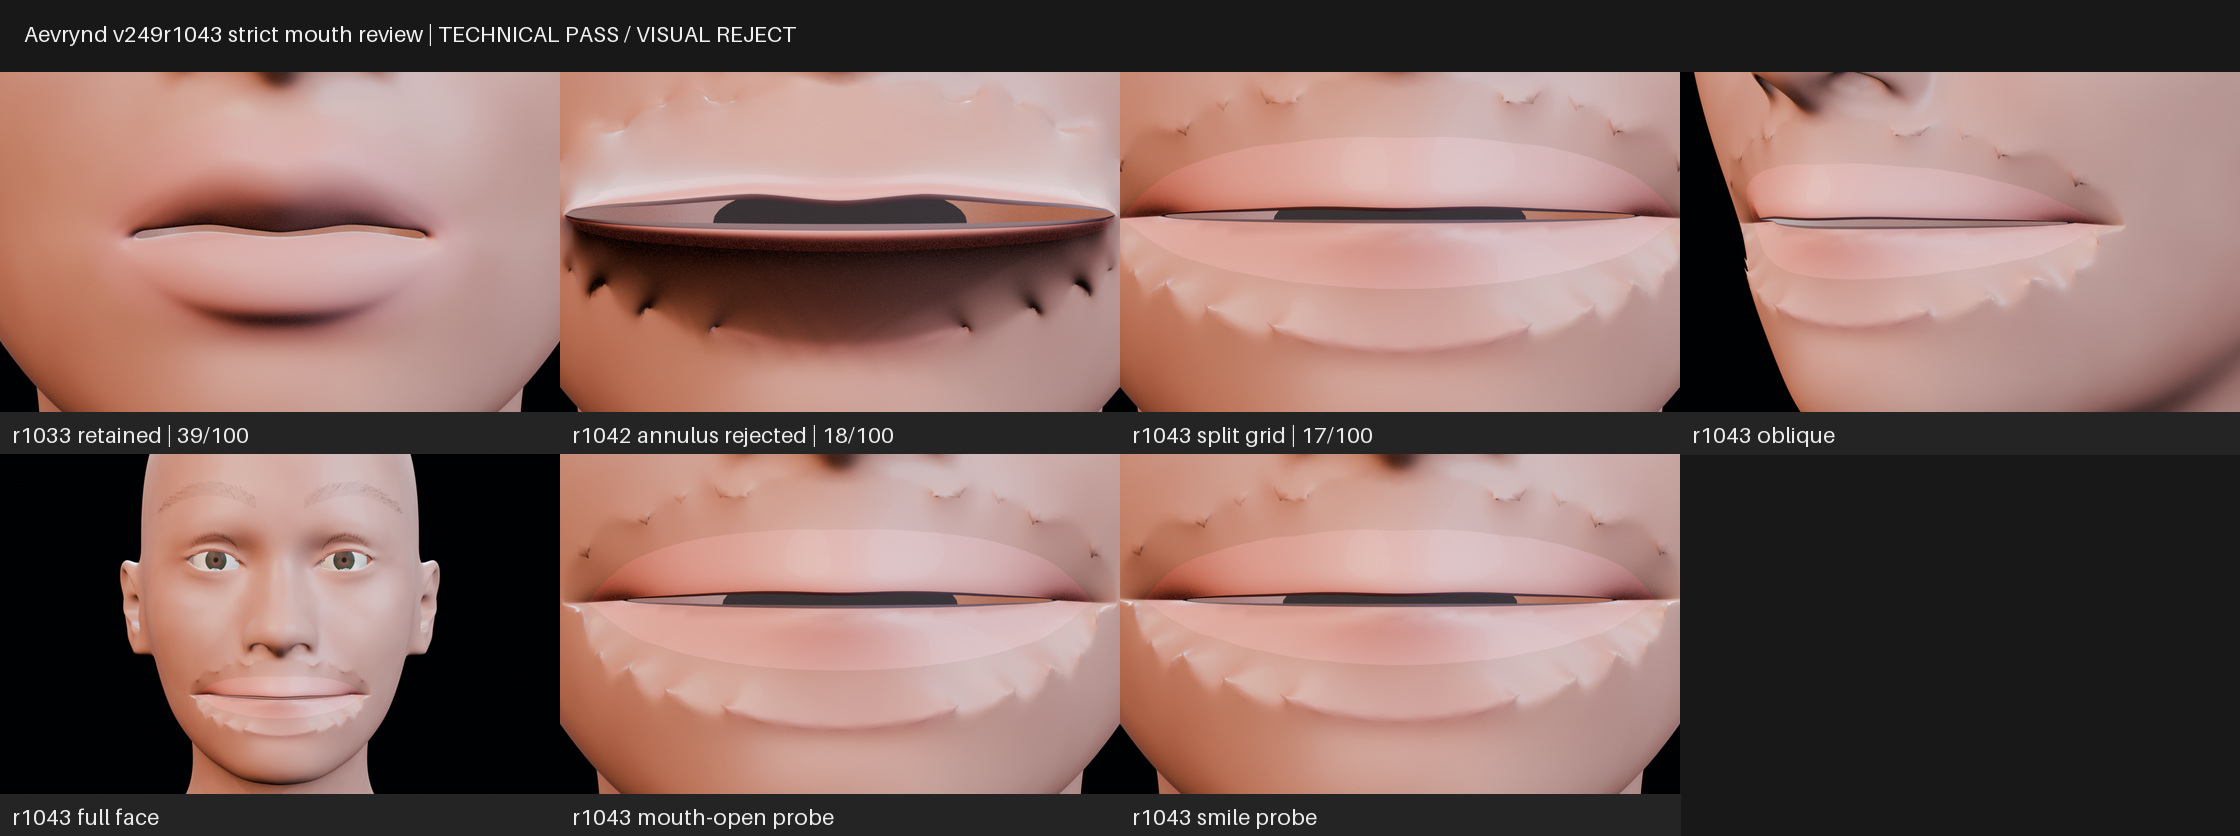 Aevrynd v249r1043 strict mouth review | TECHNICAL PASS / VISUAL REJECT
r1033 retained | 39/100
r1042 annulus rejected | 18/100
r1043 split grid | 17/100
r1043 oblique
r1043 full face
r1043 mouth-open probe
r1043 smile probe